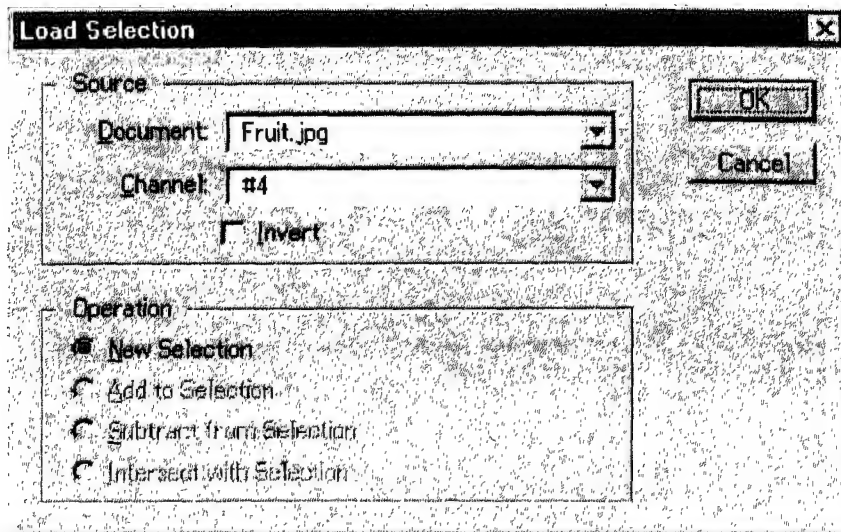 Load Selection
Source
Document: Fruit.jpg
Channel: #4
Invert
OK
Cancel
Operation
New Selection
Add to Selection
Subtract from Selection
Intersect with Selection